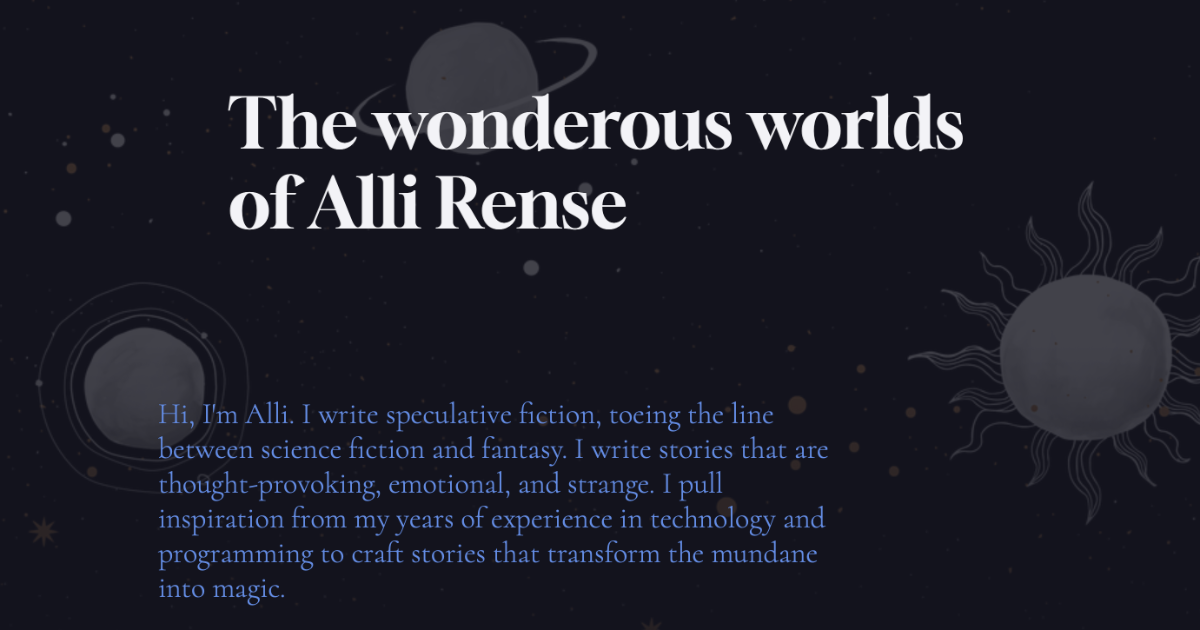 The wonderous worlds
of Alli Rense
Hi, I'm Alli. I write speculative fiction, toeing the line
between science fiction and fantasy. I write stories that are
thought-provoking, emotional, and strange. I pull
inspiration from my years of experience in technology and
programming to craft stories that transform the mundane
into magic.